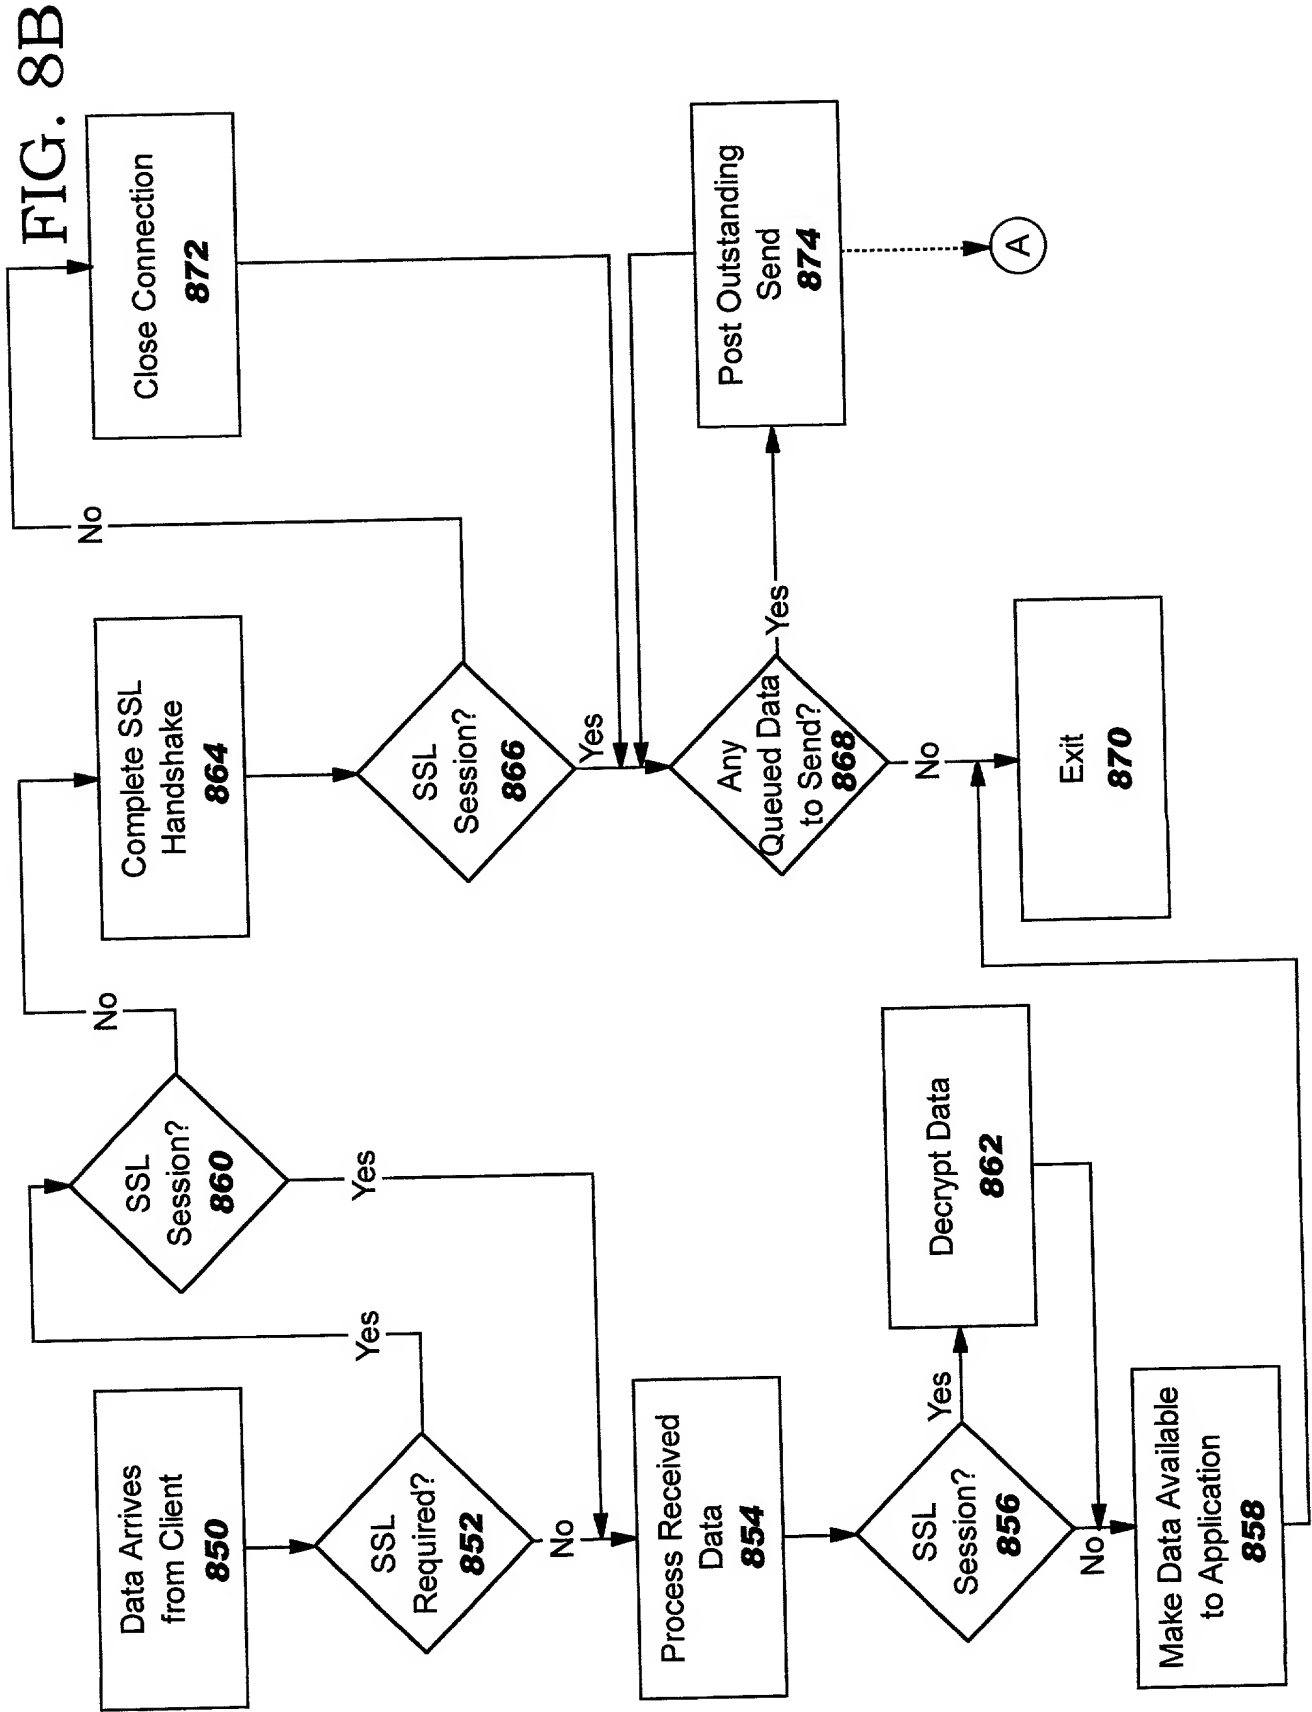 FIG. 8B
Data Arrives
from Client
850
SSL
Required?
852
Yes
No
Process Received
Data
854
SSL
Session?
856
Yes
No
Make Data Available
to Application
858
SSL
Session?
860
No
Yes
Decrypt Data
862
Complete SSL
Handshake
864
SSL
Session?
866
No
Yes
Any
Queued Data
to Send?
868
Yes
No
Exit
870
Close Connection
872
Post Outstanding
Send
874
A